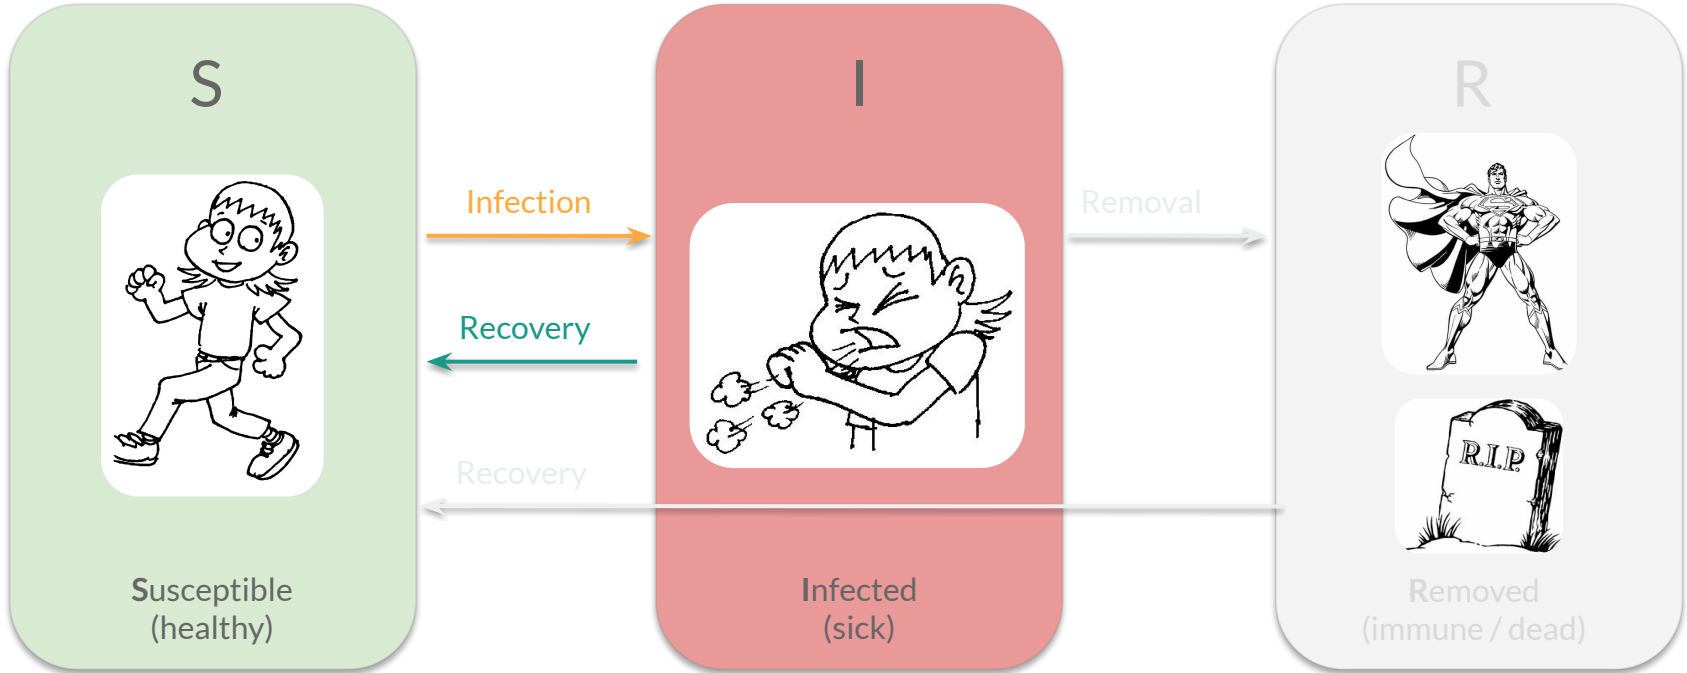 S
I
R
Infection
Removal
Recovery
R.I.P.
Recovery
Susceptible
(healthy)
Infected
(sick)
Removed
(immune / dead)